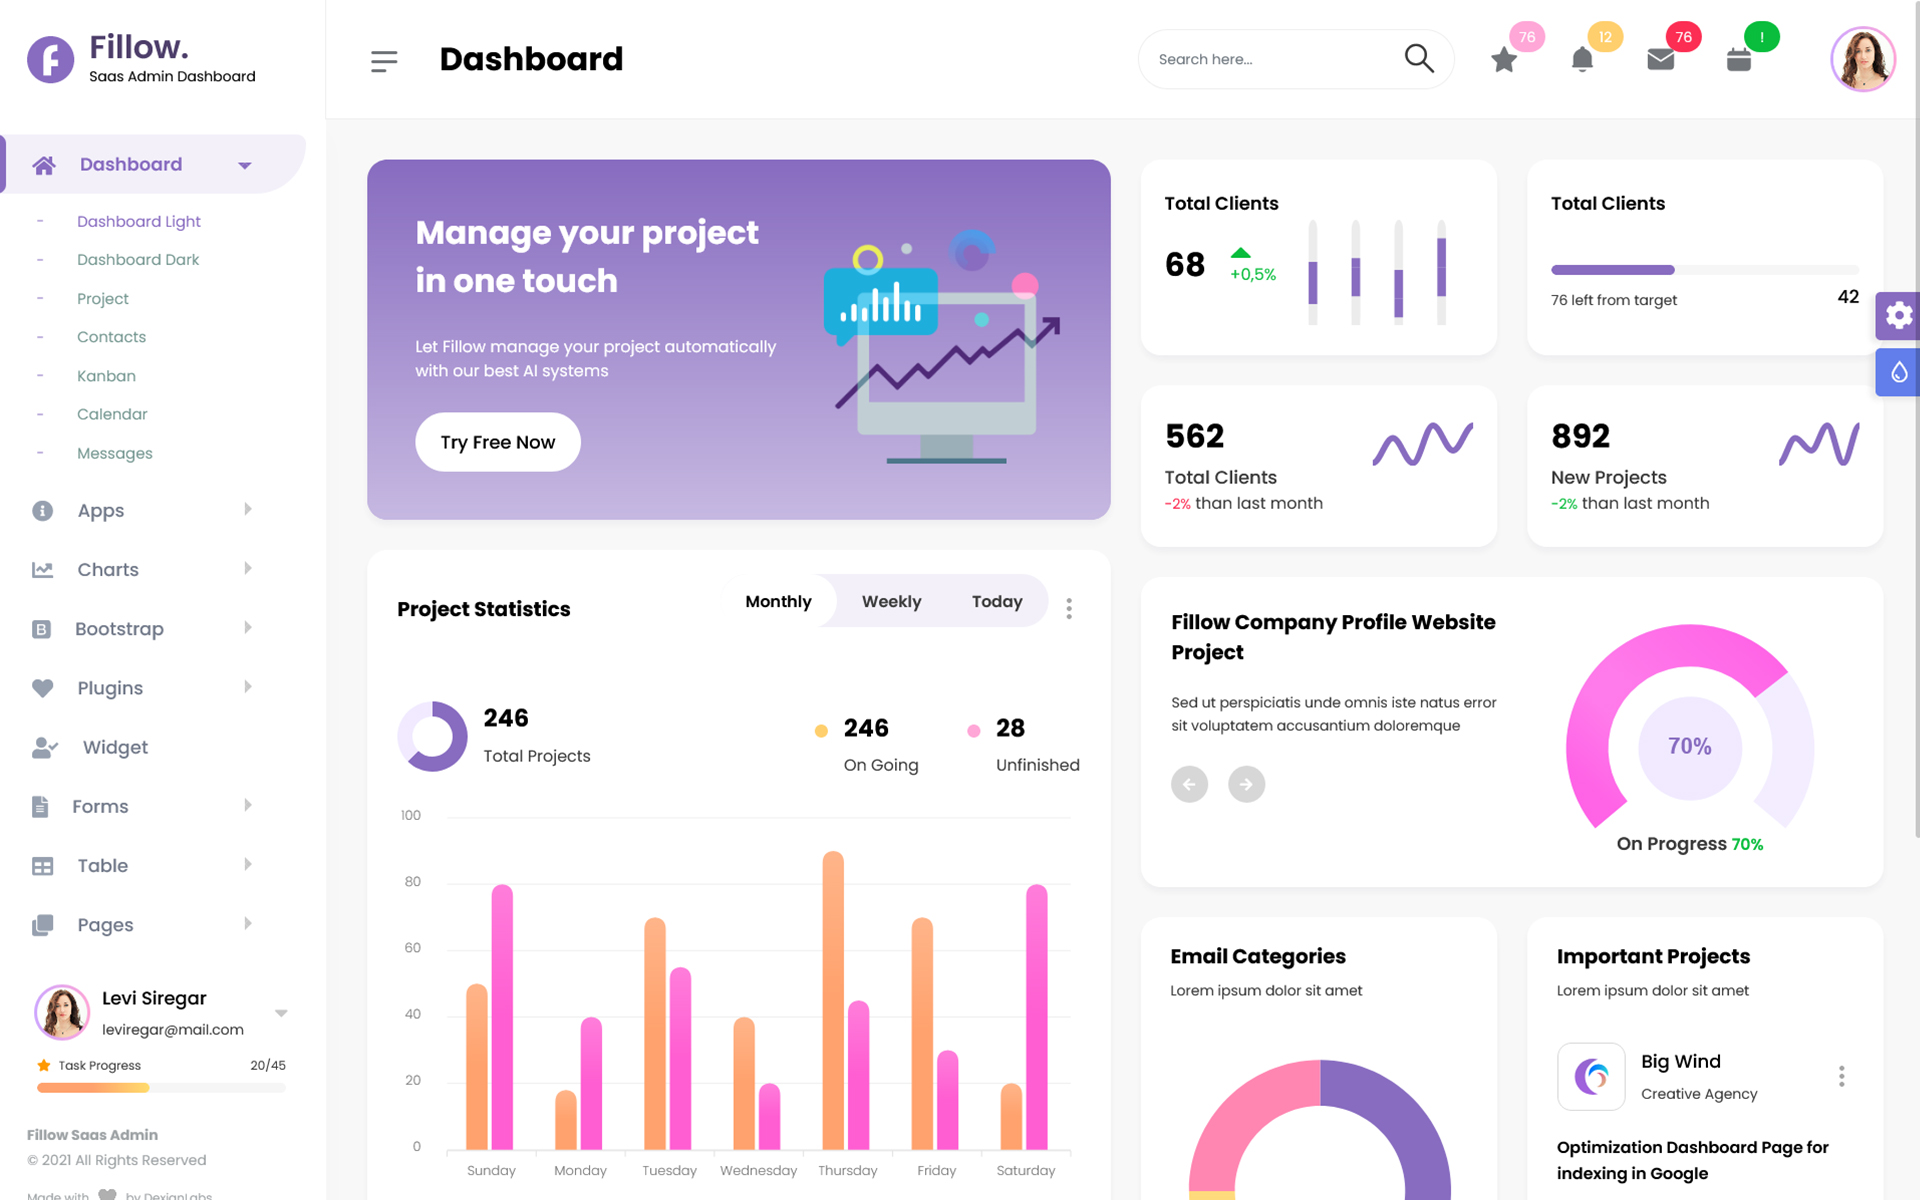 Fillow.
Saas Admin Dashboard
Dashboard
Search here...
76
12
76
!
Dashboard
- Dashboard Light
- Dashboard Dark
- Project
- Contacts
- Kanban
- Calendar
- Messages
Apps
Charts
Bootstrap
Plugins
Widget
Forms
Table
Pages
Levi Siregar
leviregar@mail.com
Task Progress 20/45
Fillow Saas Admin
© 2021 All Rights Reserved
Made with by DexignLabs
Manage your project
in one touch
Let Fillow manage your project automatically
with our best AI systems
Try Free Now
Total Clients
68
+0,5%
Total Clients
76 left from target
42
562
Total Clients
-2% than last month
892
New Projects
-2% than last month
Project Statistics
Monthly
Weekly
Today
246
Total Projects
246
On Going
28
Unfinished
100
80
60
40
20
0
Sunday
Monday
Tuesday
Wednesday
Thursday
Friday
Saturday
Fillow Company Profile Website
Project
Sed ut perspiciatis unde omnis iste natus error
sit voluptatem accusantium doloremque
70%
On Progress 70%
Email Categories
Lorem ipsum dolor sit amet
Important Projects
Lorem ipsum dolor sit amet
Big Wind
Creative Agency
Optimization Dashboard Page for
indexing in Google